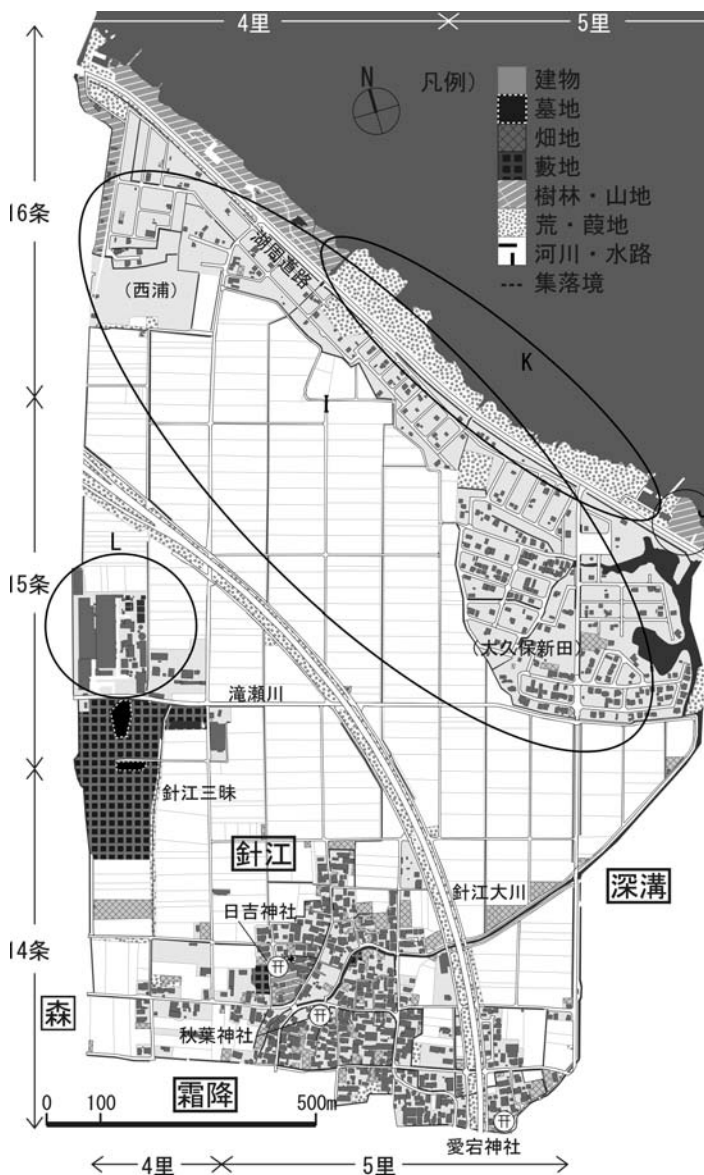 4里
5里
N
凡例)
建物
墓地
畑地
藪地
樹林・山地
荒・葭地
河川・水路
集落境
16条
湖周道路
(西浦)
K
I
J
L
15条
(大久保新田)
滝瀬川
針江三昧
針江
針江大川
深溝
日吉神社
14条
森
秋葉神社
霜降
0 100 500m
愛宕神社
4里
5里